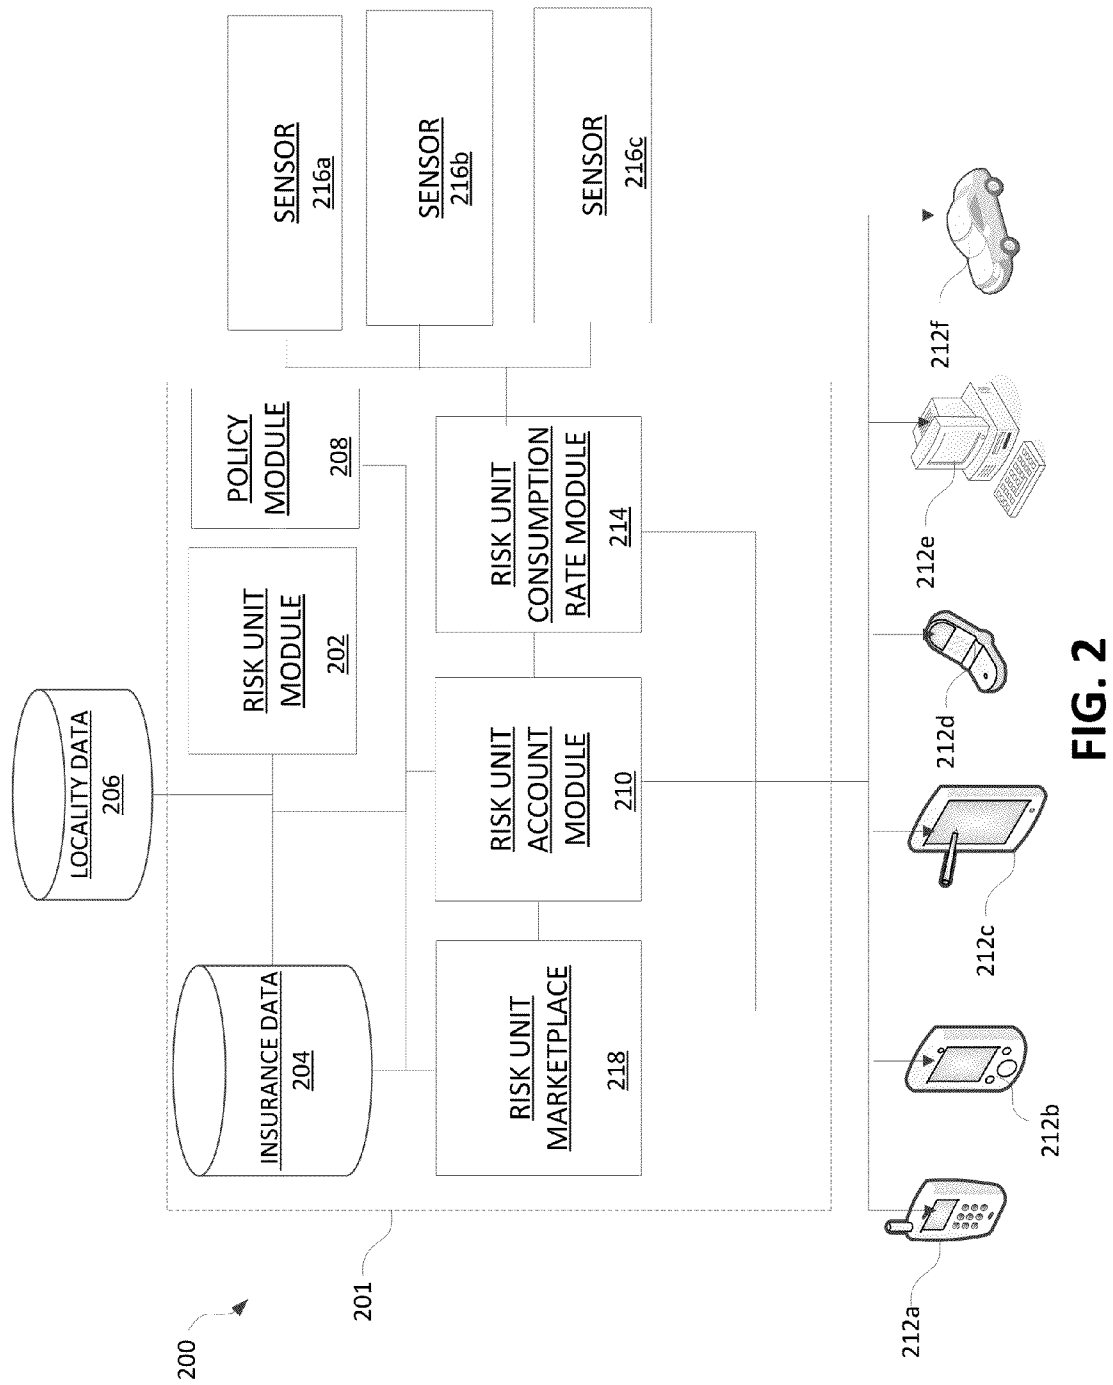 200
201
LOCALITY DATA
206
INSURANCE DATA
204
RISK UNIT
MODULE
202
POLICY
MODULE
208
SENSOR
216a
SENSOR
216b
SENSOR
216c
RISK UNIT
MARKETPLACE
218
RISK UNIT
ACCOUNT
MODULE
210
RISK UNIT
CONSUMPTION
RATE MODULE
214
212a
212b
212c
212d
212e
212f
FIG. 2